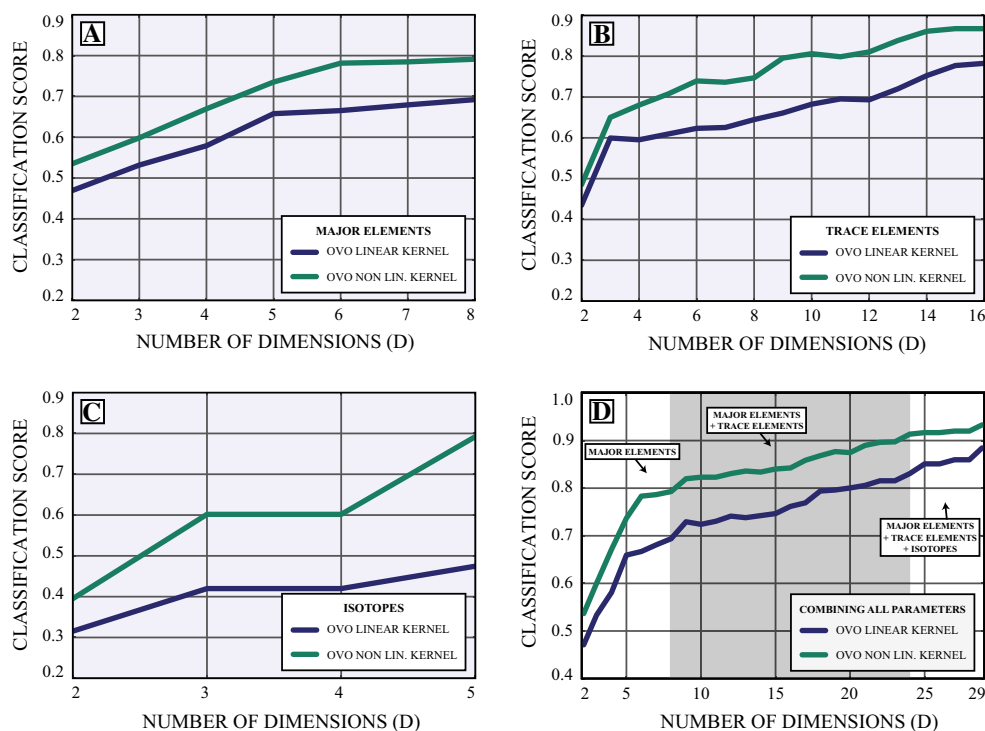 A
CLASSIFICATION SCORE
0.9
0.8
0.7
0.6
0.5
0.4
0.3
0.2
MAJOR ELEMENTS
OVO LINEAR KERNEL
OVO NON LIN. KERNEL
2 3 4 5 6 7 8
NUMBER OF DIMENSIONS (D)
B
CLASSIFICATION SCORE
0.9
0.8
0.7
0.6
0.5
0.4
0.3
0.2
TRACE ELEMENTS
OVO LINEAR KERNEL
OVO NON LIN. KERNEL
2 4 6 8 10 12 14 16
NUMBER OF DIMENSIONS (D)
C
CLASSIFICATION SCORE
0.9
0.8
0.7
0.6
0.5
0.4
0.3
0.2
ISOTOPES
OVO LINEAR KERNEL
OVO NON LIN. KERNEL
2 3 4 5
NUMBER OF DIMENSIONS (D)
D
CLASSIFICATION SCORE
1.0
0.9
0.8
0.7
0.6
0.5
0.4
MAJOR ELEMENTS
MAJOR ELEMENTS
+ TRACE ELEMENTS
MAJOR ELEMENTS
+ TRACE ELEMENTS
+ ISOTOPES
COMBINING ALL PARAMETERS
OVO LINEAR KERNEL
OVO NON LIN. KERNEL
2 5 10 15 20 25 29
NUMBER OF DIMENSIONS (D)